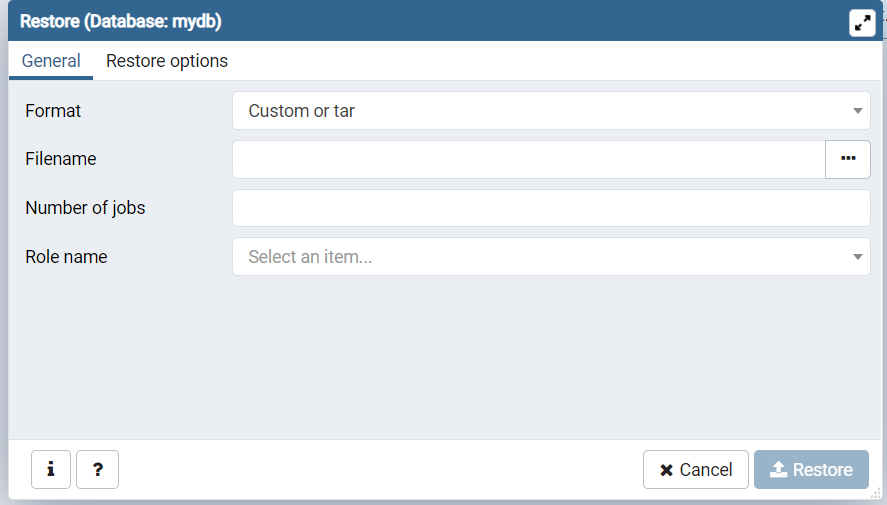 Restore (Database: mydb)
General Restore options
Format Custom or tar
Filename •••
Number of jobs
Role name Select an item...
i ? Cancel Restore